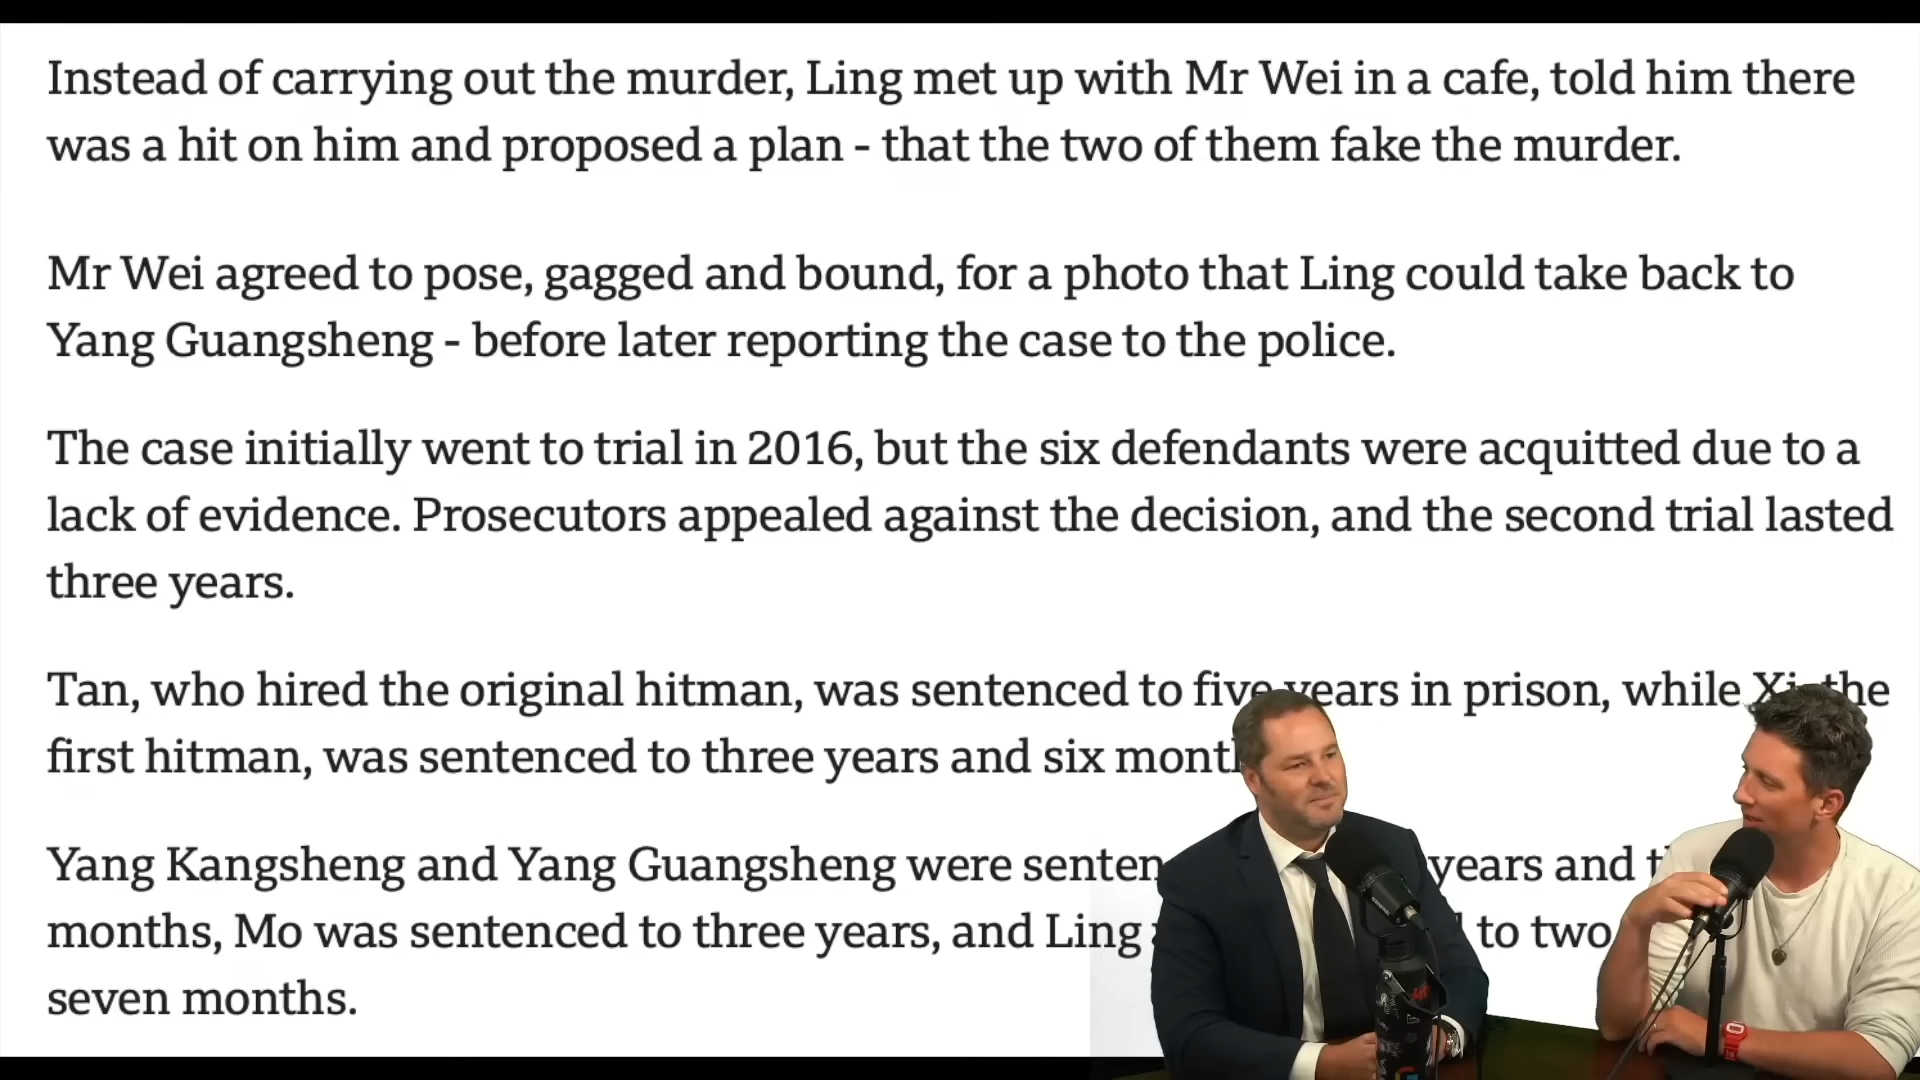 Instead of carrying out the murder, Ling met up with Mr Wei in a cafe, told him there
was a hit on him and proposed a plan - that the two of them fake the murder.
Mr Wei agreed to pose, gagged and bound, for a photo that Ling could take back to
Yang Guangsheng - before later reporting the case to the police.
The case initially went to trial in 2016, but the six defendants were acquitted due to a
lack of evidence. Prosecutors appealed against the decision, and the second trial lasted
three years.
Tan, who hired the original hitman, was sentenced to five years in prison, while the
first hitman, was sentenced to three years and six
Yang Kangsheng and Yang Guangsheng were years and
months, Mo was sentenced to three years, and Ling to two
seven months.